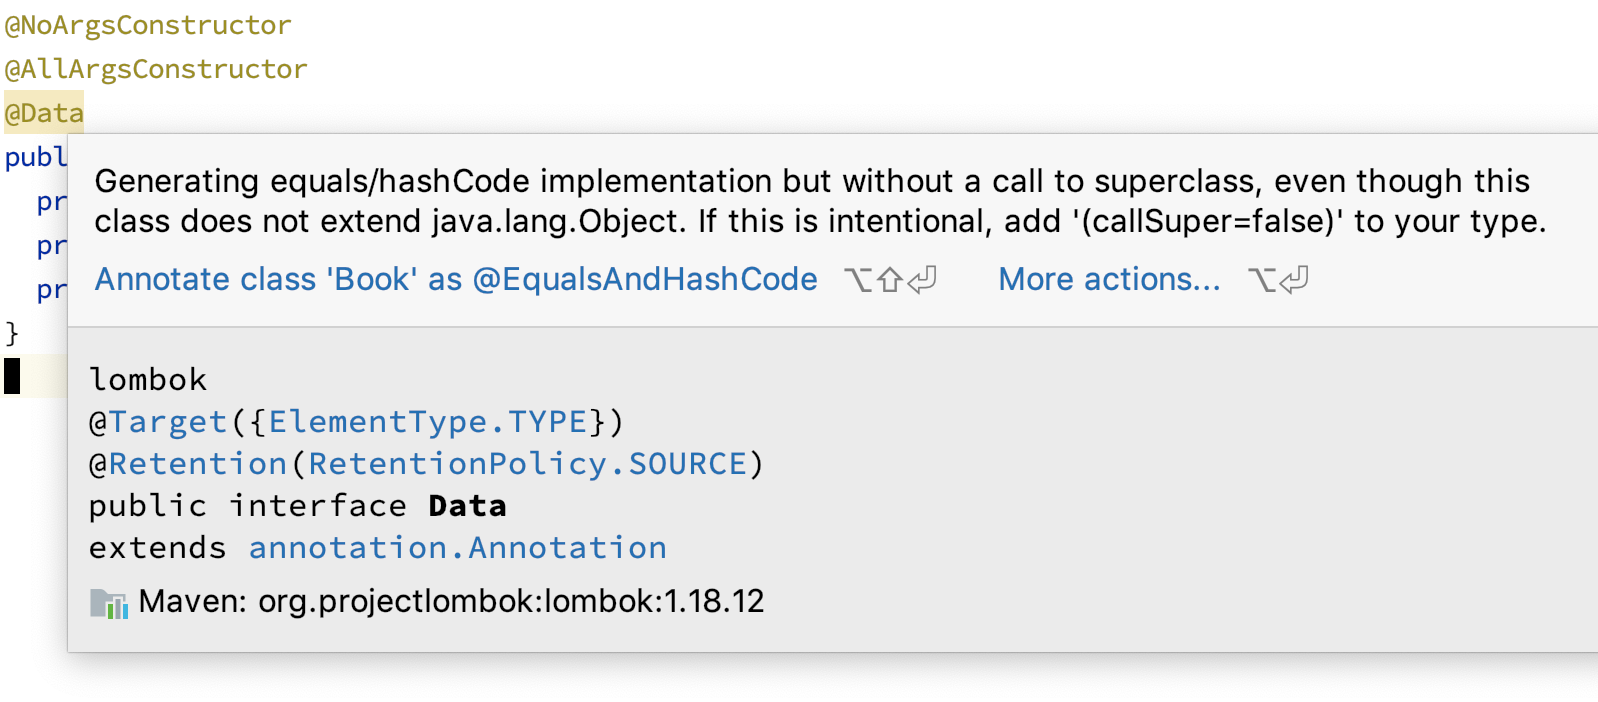 @NoArgsConstructor
@AllArgsConstructor
@Data
publ
Generating equals/hashCode implementation but without a call to superclass, even though this
pr
class does not extend java.lang.Object. If this is intentional, add '(callSuper=false)' to your type.
pr
pr
Annotate class 'Book' as @EqualsAndHashCode ⌥⇧⏎ More actions... ⌥⏎
}
lombok
@Target({ElementType.TYPE})
@Retention(RetentionPolicy.SOURCE)
public interface Data
extends annotation.Annotation
Maven: org.projectlombok:lombok:1.18.12